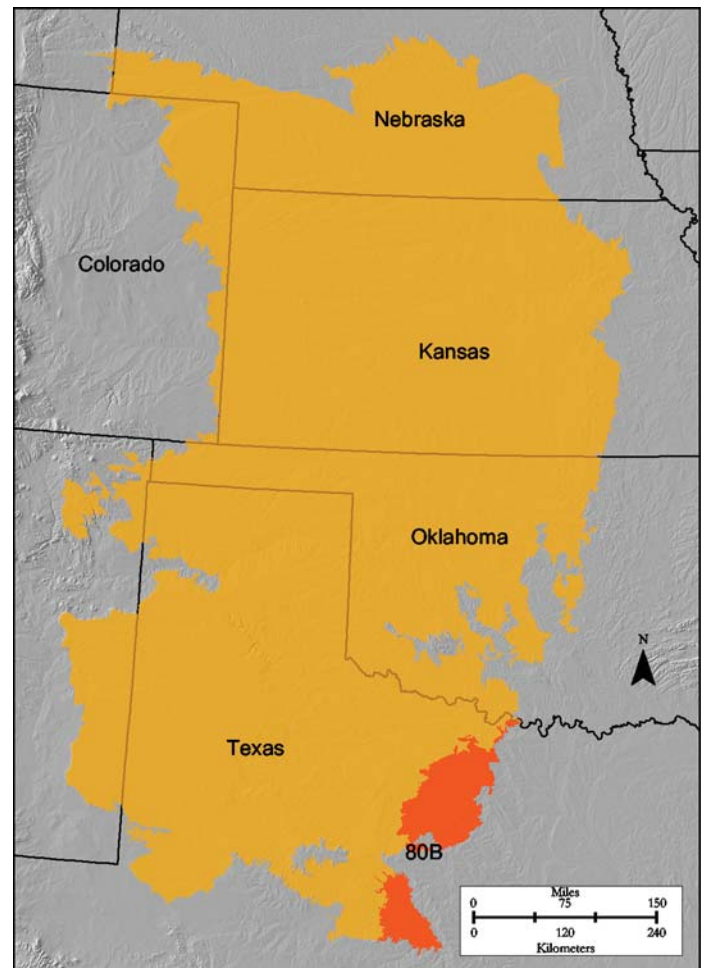 Nebraska
Colorado
Kansas
Oklahoma
N
Texas
80B
Miles
0 75 150
0 120 240
Kilometers